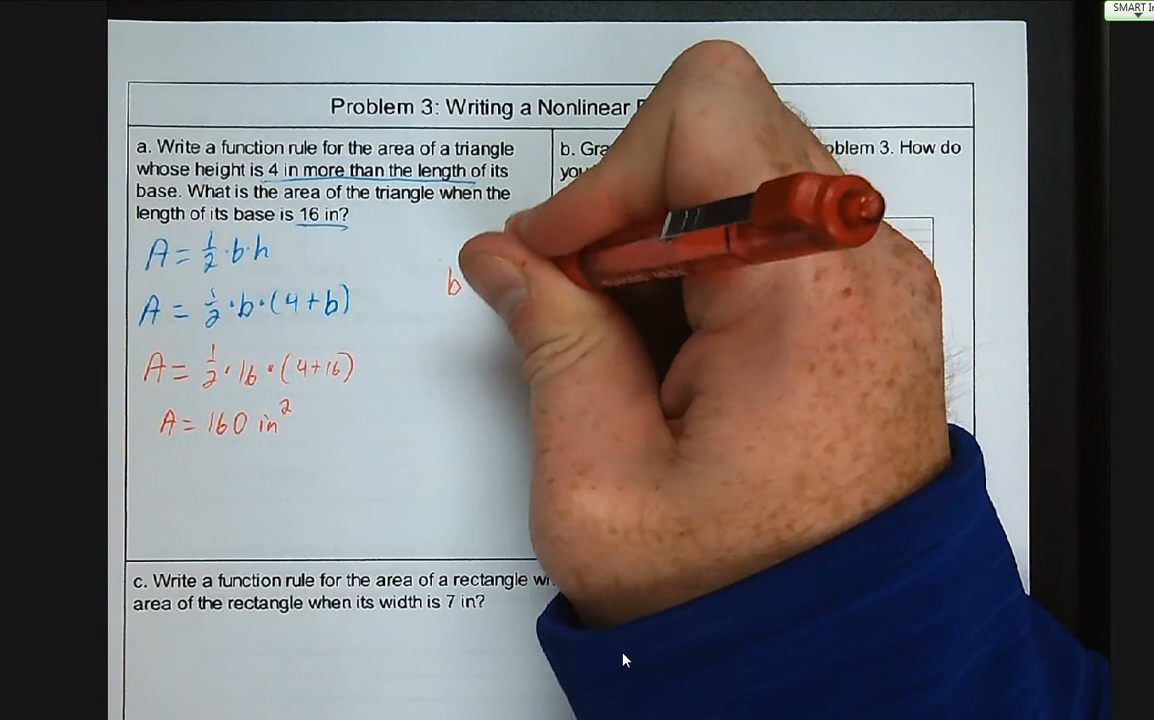 SMART
Problem 3: Writing a Nonlinear
a. Write a function rule for the area of a triangle
whose height is 4 in more than the length of its
base. What is the area of the triangle when the
length of its base is 16 in?
A = 1/2 · b · h
A = 1/2 · b · (4 + b)
A = 1/2 · 16 · (4+16)
A = 160 in²
b. Gra
you
oblem 3. How do
b
c. Write a function rule for the area of a rectangle
area of the rectangle when its width is 7 in?